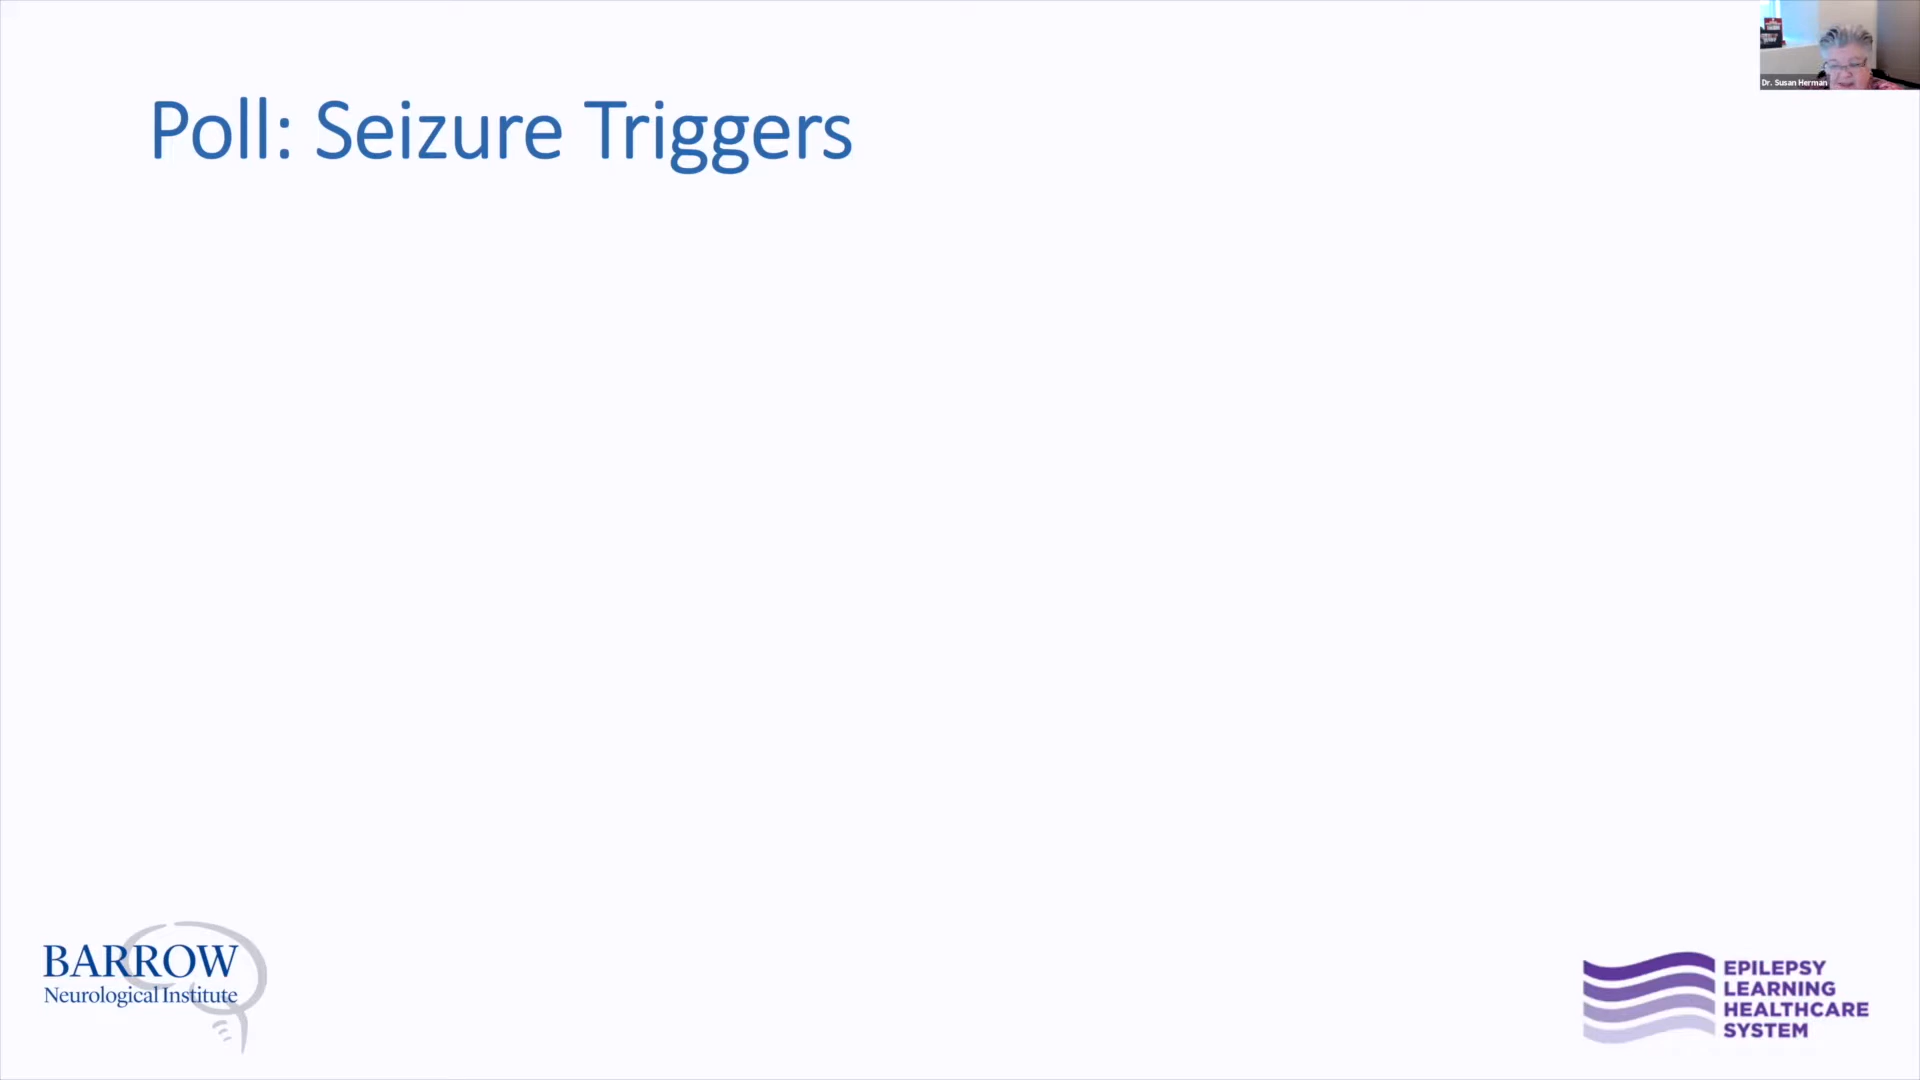 Dr. Susan Herman
Poll: Seizure Triggers
BARROW
Neurological Institute
EPILEPSY
LEARNING
HEALTHCARE
SYSTEM